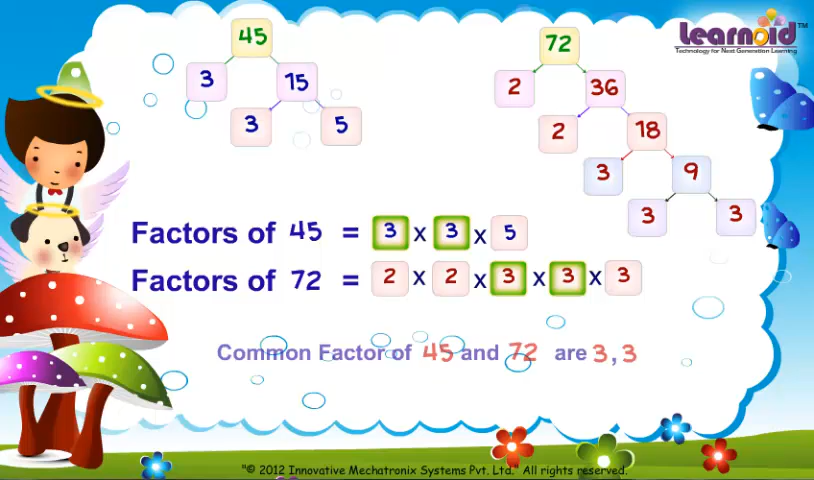 Learnoid™
Technology for Next Generation Learning
45
72
3 15
2 36
3 5
2 18
3 9
3 3
Factors of 45 = 3 x 3 x 5
Factors of 72 = 2 x 2 x 3 x 3 x 3
Common Factor of 45 and 72 are 3 , 3
"© 2012 Innovative Mechatronix Systems Pvt. Ltd." All rights reserved.